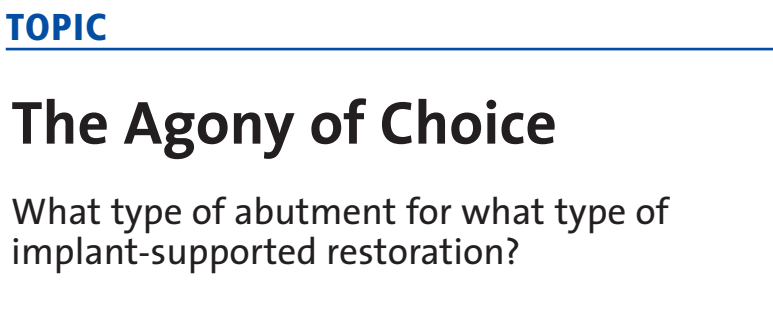 TOPIC
The Agony of Choice
What type of abutment for what type of
implant-supported restoration?